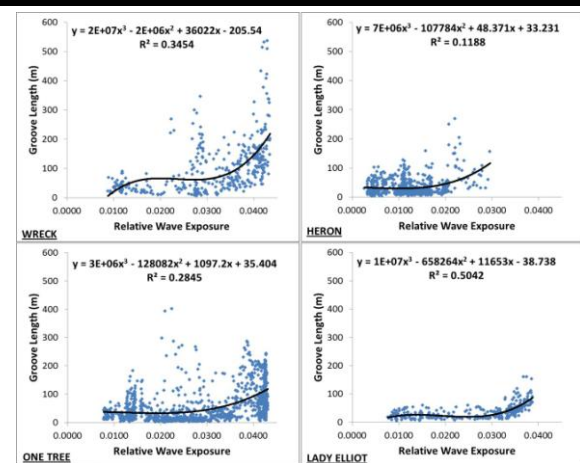 y = 2E+07x³ - 2E+06x² + 36022x - 205.54
R² = 0.3454
600
500
400
300
200
100
0
Groove Length (m)
0.0000 0.0100 0.0200 0.0300 0.0400
Relative Wave Exposure
WRECK
y = 7E+06x³ - 107784x² + 48.371x + 33.231
R² = 0.1188
600
500
400
300
200
100
0
Groove Length (m)
0.0000 0.0100 0.0200 0.0300 0.0400
Relative Wave Exposure
HERON
y = 3E+06x³ - 128082x² + 1097.2x + 35.404
R² = 0.2845
600
500
400
300
200
100
0
Groove Length (m)
0.0000 0.0100 0.0200 0.0300 0.0400
Relative Wave Exposure
ONE TREE
y = 1E+07x³ - 658264x² + 11653x - 38.738
R² = 0.5042
600
500
400
300
200
100
0
Groove Length (m)
0.0000 0.0100 0.0200 0.0300 0.0400
Relative Wave Exposure
LADY ELLIOT